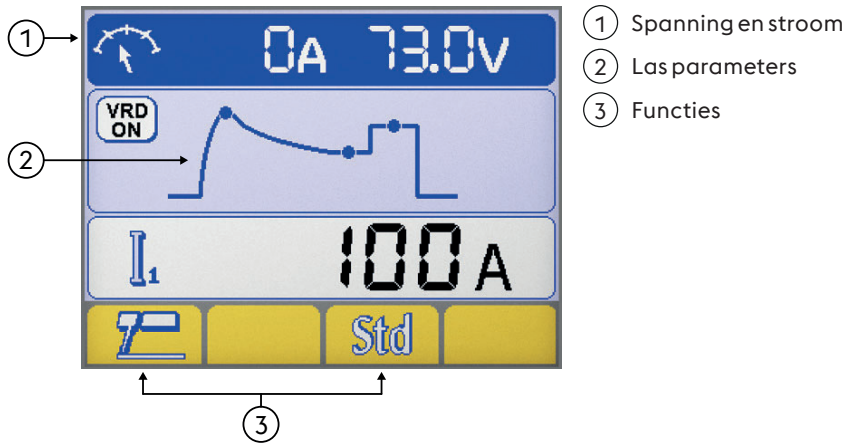 1 0A 73.0V
1 Spanning en stroom
2 Las parameters
3 Functies
VRD
ON
2
I1 100 A
Std
3